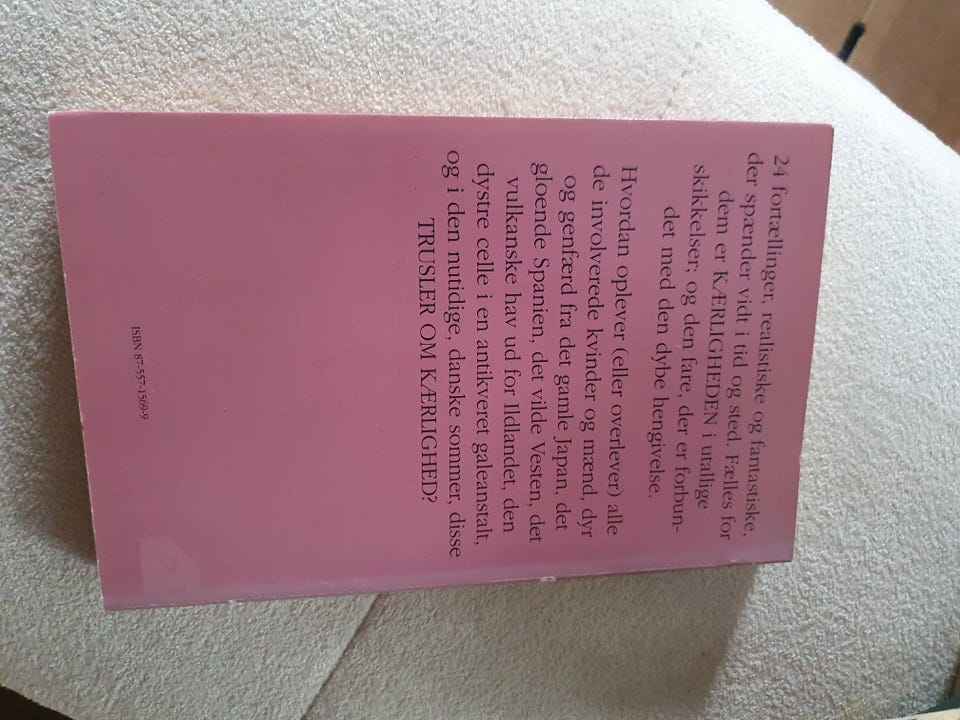 24 fortællinger, realistiske og fantastiske,
der spænder vidt i tid og sted. Fælles for
dem er KÆRLIGHEDEN i utallige
skikkelser; og den fare, der er forbun-
det med den dybe hengivelse.
Hvordan oplever (eller overlever) alle
de involverede kvinder og mænd, dyr
og genfærd fra det gamle Japan, det
gloende Spanien, det vilde Vesten, det
vulkanske hav ud for Ildlandet, den
dystre celle i en antikveret galeanstalt,
og i den nutidige, danske sommer, disse
TRUSLER OM KÆRLIGHED?
ISBN 87-557-1569-9